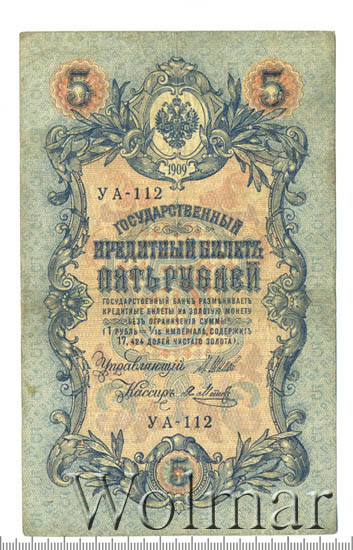 5 5
1909
УА-112
ГОСУДАРСТВЕННЫЙ
КРЕДИТНЫЙ БИЛЕТЪ
ПЯТЬ РУБЛЕЙ
ГОСУДАРСТВЕННЫЙ БАНКЪ РАЗМѢНИВАЕТЪ
КРЕДИТНЫЕ БИЛЕТЫ НА ЗОЛОТУЮ МОНЕТУ
БЕЗЪ ОГРАНИЧЕНІЯ СУММЫ
(1 РУБЛЬ = 1/15 ИМПЕРІАЛА, СОДЕРЖИТЪ
17,424 ДОЛЕЙ ЧИСТАГО ЗОЛОТА).
Управляющій
Кассиръ
УА-112
5
Wolmar